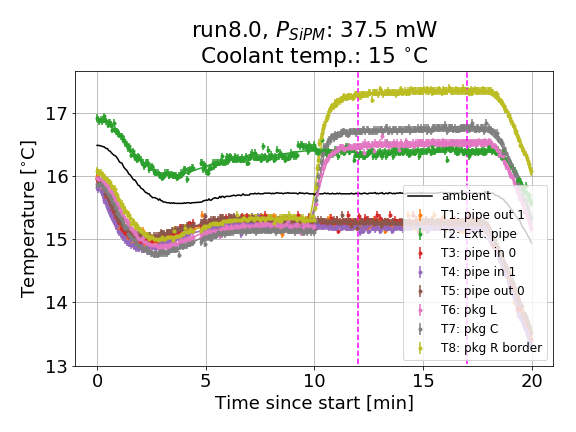 run8.0, P_SiPM: 37.5 mW
Coolant temp.: 15 °C
Temperature [°C]
17
16
15
14
13
ambient
T1: pipe out 1
T2: Ext. pipe
T3: pipe in 0
T4: pipe in 1
T5: pipe out 0
T6: pkg L
T7: pkg C
T8: pkg R border
0 5 10 15 20
Time since start [min]